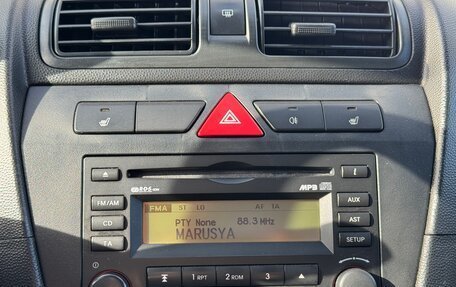 MP3
i
FM/AM
CD
TA
FMA ST LO AF TA
PTY None 88.3 MHz
MARUSYA
AUX
AST
SETUP
1 RPT
2 RDM
3